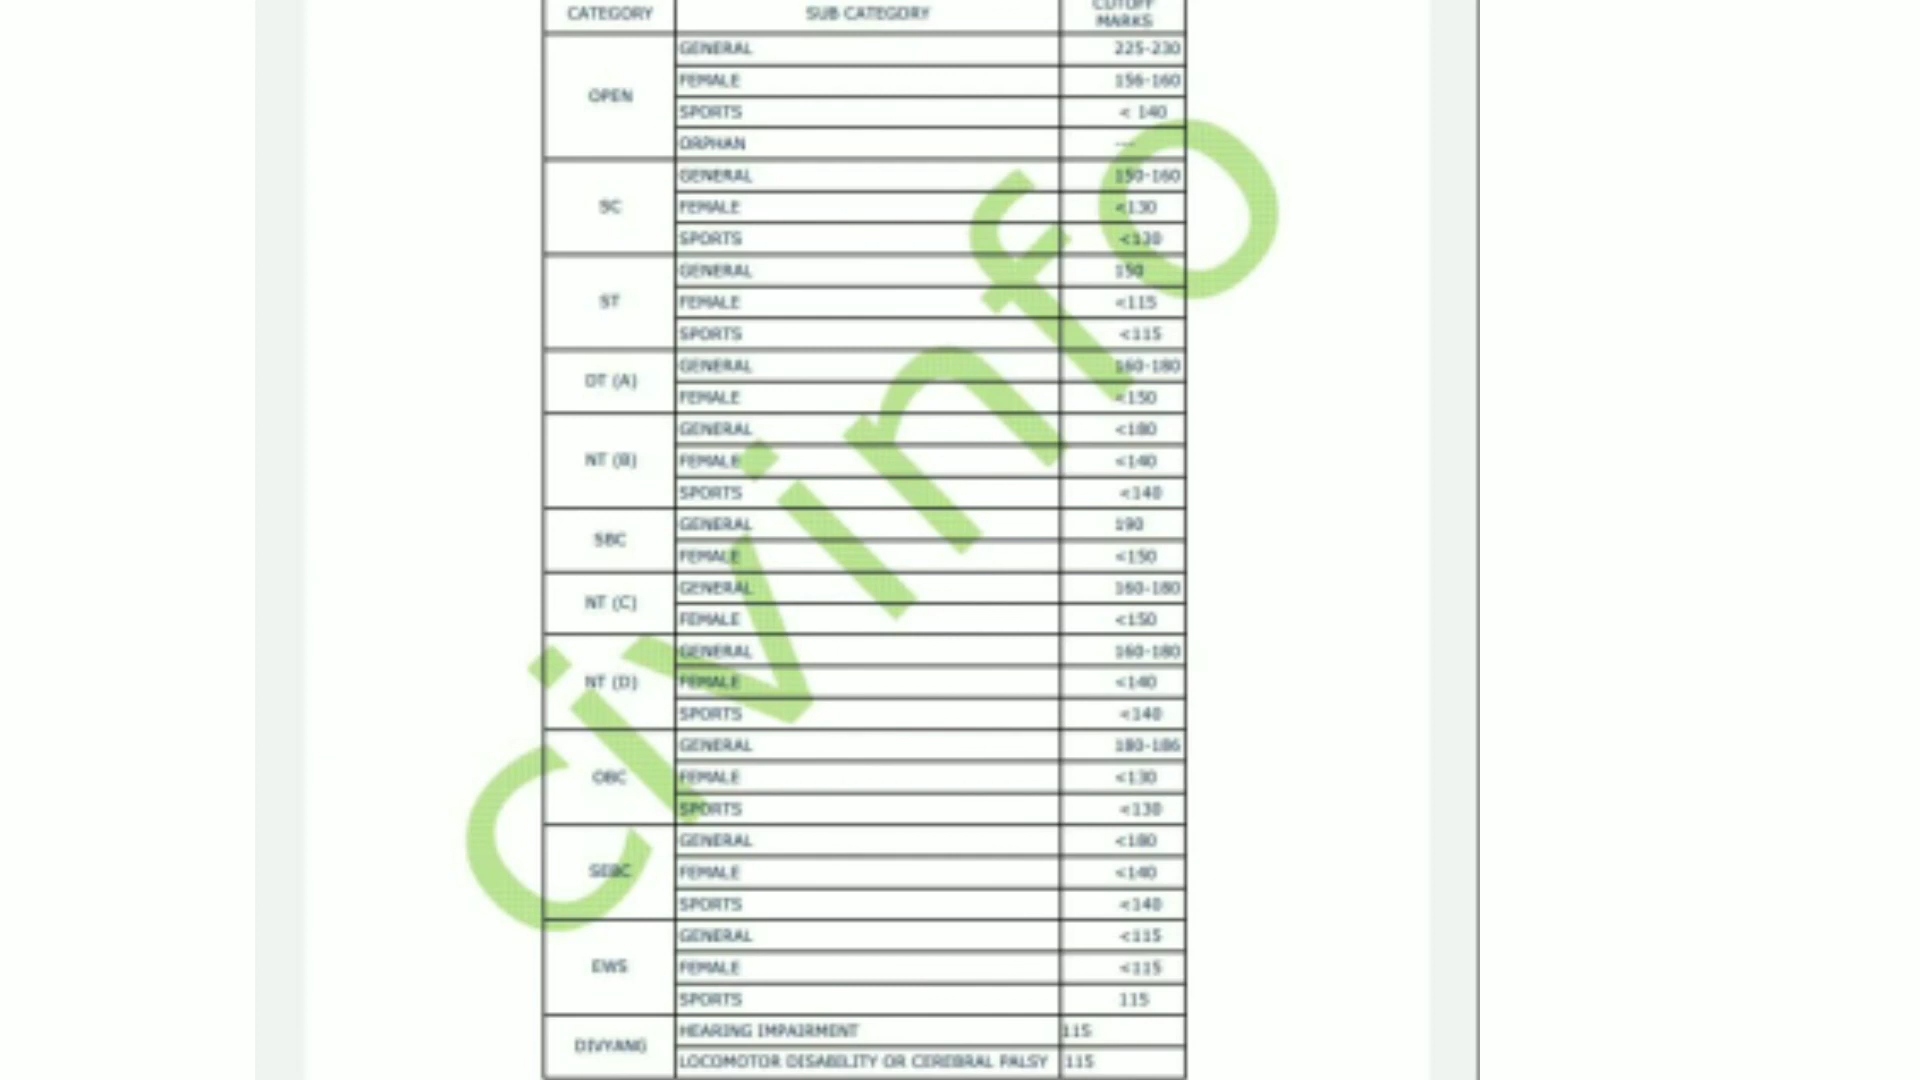 CATEGORY SUB CATEGORY CUTOFF MARKS
OPEN
GENERAL 225-230
FEMALE 156-160
SPORTS < 140
ORPHAN ---
SC
GENERAL 150-160
FEMALE <130
SPORTS <130
ST
GENERAL 150
FEMALE <115
SPORTS <115
DT (A)
GENERAL 160-180
FEMALE <150
NT (B)
GENERAL <180
FEMALE <140
SPORTS <140
SBC
GENERAL 190
FEMALE <150
NT (C)
GENERAL 160-180
FEMALE <150
NT (D)
GENERAL 160-180
FEMALE <140
SPORTS <140
OBC
GENERAL 180-186
FEMALE <130
SPORTS <130
SEBC
GENERAL <180
FEMALE <140
SPORTS <140
EWS
GENERAL <115
FEMALE <115
SPORTS 115
DIVYANG
HEARING IMPAIRMENT 115
LOCOMOTOR DISABILITY OR CEREBRAL PALSY 115
civinfo